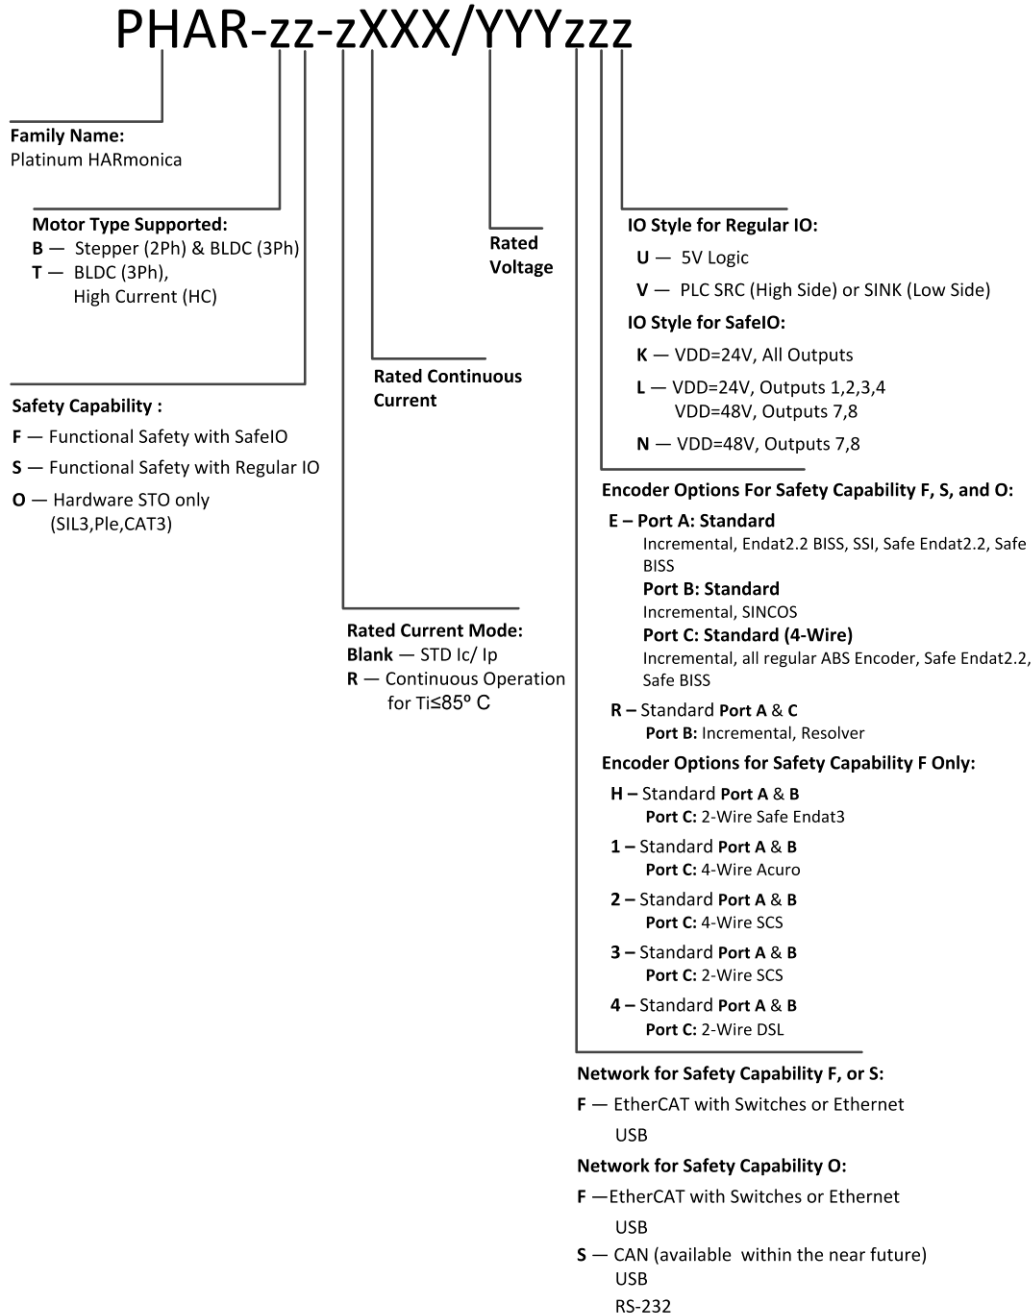 PHAR-zz-zXXX/YYYzzz
Family Name:
Platinum HARmonica
Motor Type Supported:
B — Stepper (2Ph) & BLDC (3Ph)
T — BLDC (3Ph),
High Current (HC)
Safety Capability :
F — Functional Safety with SafeIO
S — Functional Safety with Regular IO
O — Hardware STO only
(SIL3,Ple,CAT3)
Rated Current Mode:
Blank — STD Ic/ Ip
R — Continuous Operation
for Ti≤85º C
Rated Continuous
Current
Rated
Voltage
IO Style for Regular IO:
U — 5V Logic
V — PLC SRC (High Side) or SINK (Low Side)
IO Style for SafeIO:
K — VDD=24V, All Outputs
L — VDD=24V, Outputs 1,2,3,4
VDD=48V, Outputs 7,8
N — VDD=48V, Outputs 7,8
Encoder Options For Safety Capability F, S, and O:
E – Port A: Standard
Incremental, Endat2.2 BISS, SSI, Safe Endat2.2, Safe
BISS
Port B: Standard
Incremental, SINCOS
Port C: Standard (4-Wire)
Incremental, all regular ABS Encoder, Safe Endat2.2,
Safe BISS
R – Standard Port A & C
Port B: Incremental, Resolver
Encoder Options for Safety Capability F Only:
H – Standard Port A & B
Port C: 2-Wire Safe Endat3
1 – Standard Port A & B
Port C: 4-Wire Acuro
2 – Standard Port A & B
Port C: 4-Wire SCS
3 – Standard Port A & B
Port C: 2-Wire SCS
4 – Standard Port A & B
Port C: 2-Wire DSL
Network for Safety Capability F, or S:
F — EtherCAT with Switches or Ethernet
USB
Network for Safety Capability O:
F —EtherCAT with Switches or Ethernet
USB
S — CAN (available within the near future)
USB
RS-232